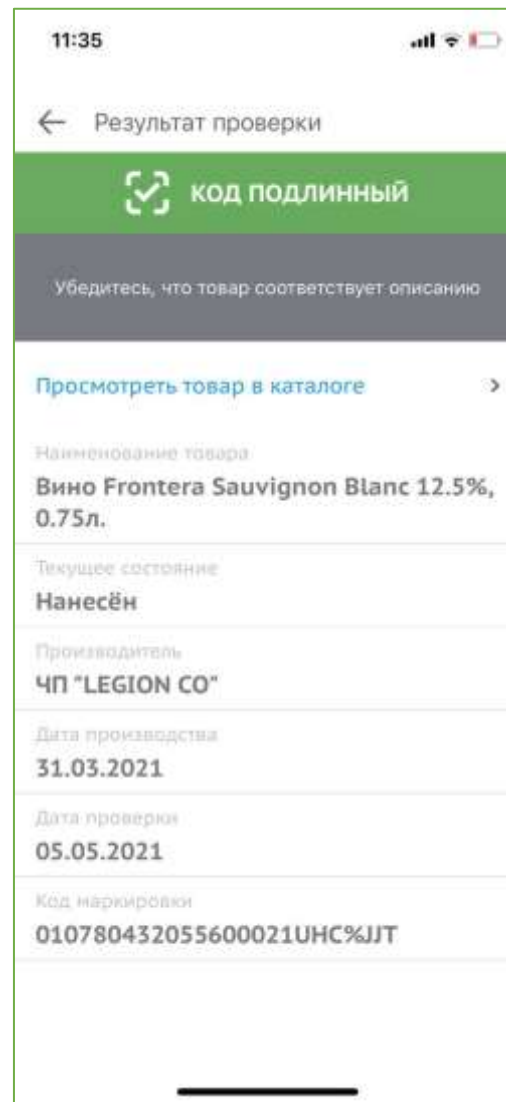 11:35
Результат проверки
КОД ПОДЛИННЫЙ
Убедитесь, что товар соответствует описанию
Просмотреть товар в каталоге
Наименование товара
Вино Frontera Sauvignon Blanc 12.5%,
0.75л.
Текущее состояние
Нанесён
Производитель
ЧП "LEGION CO"
Дата производства
31.03.2021
Дата проверки
05.05.2021
Код маркировки
010780432055600021UHC%JJT